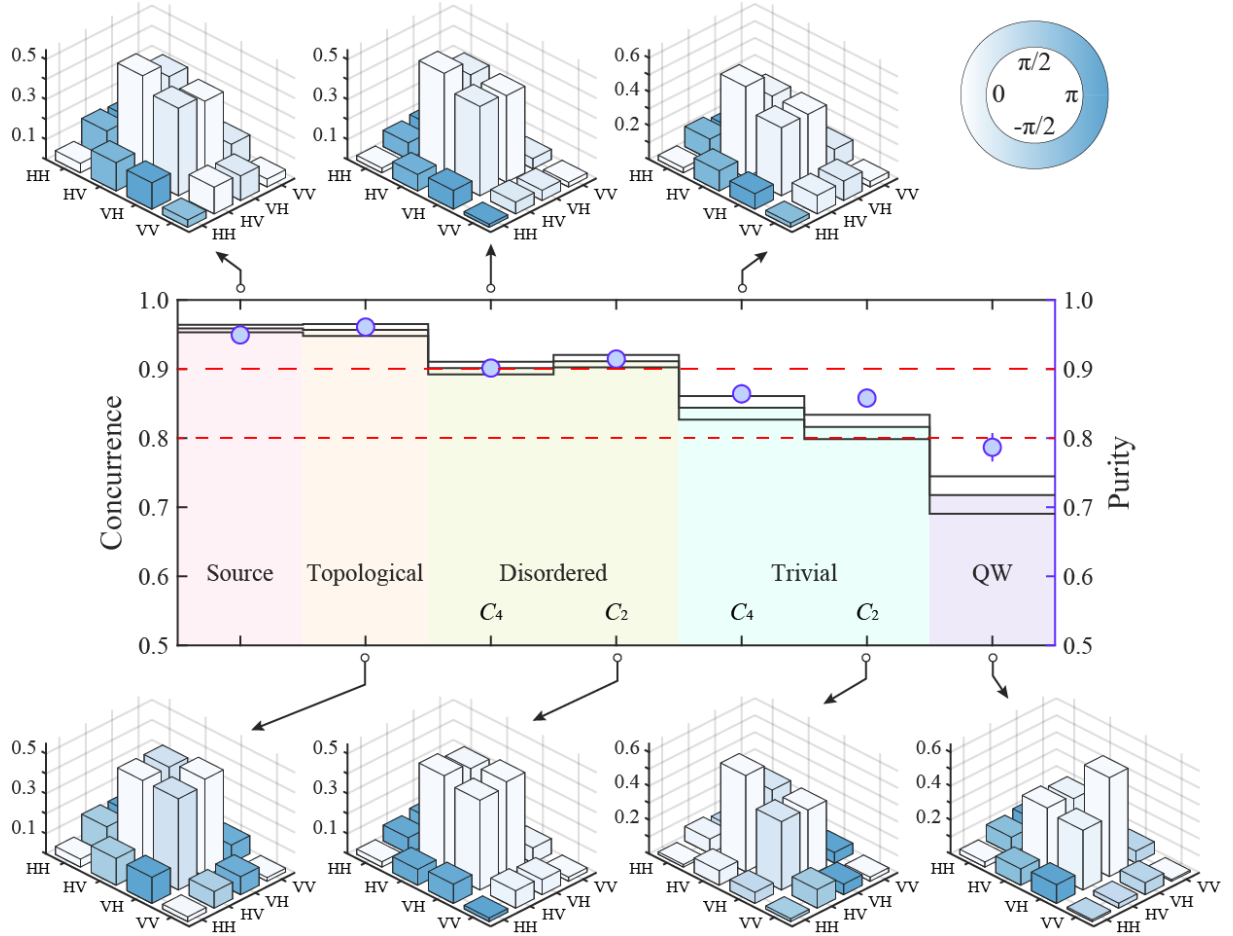 0.5
0.3
0.1
HH
HV
VH
VV
HH
HV
VH
VV
0.5
0.3
0.1
HH
HV
VH
VV
HH
HV
VH
VV
0.6
0.4
0.2
HH
HV
VH
VV
HH
HV
VH
VV
π/2
0
π
-π/2
Concurrence
1.0
0.9
0.8
0.7
0.6
0.5
Source
Topological
Disordered
Trivial
QW
C4
C2
C4
C2
1.0
0.9
0.8
0.7
0.6
0.5
Purity
0.5
0.3
0.1
HH
HV
VH
VV
HH
HV
VH
VV
0.5
0.3
0.1
HH
HV
VH
VV
HH
HV
VH
VV
0.6
0.4
0.2
HH
HV
VH
VV
HH
HV
VH
VV
0.6
0.4
0.2
HH
HV
VH
VV
HH
HV
VH
VV